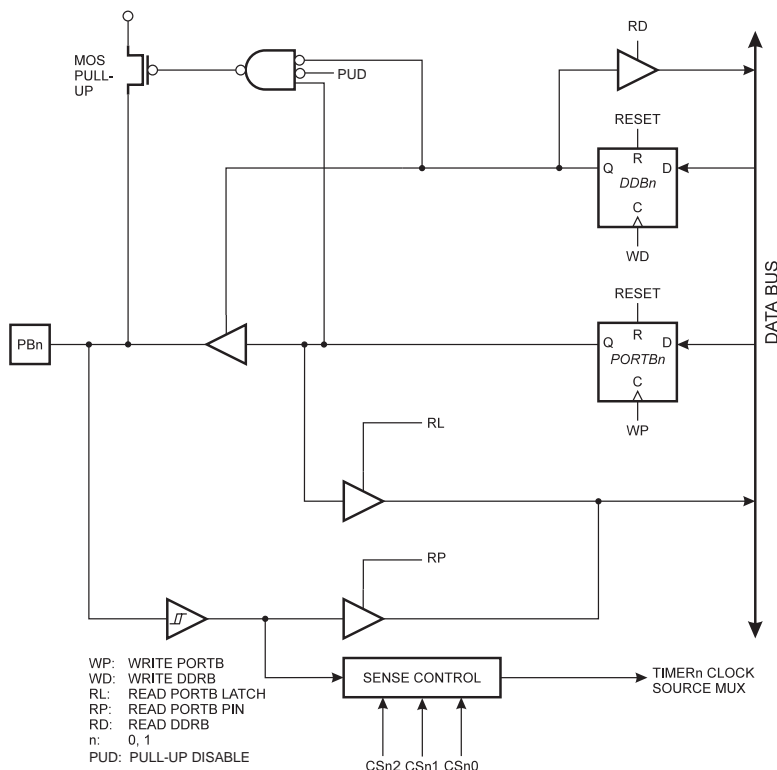 RD
MOS
PULL-
UP
PUD
RESET
R
Q
D
DDBn
C
WD
RESET
PBn
R
Q
D
PORTBn
C
WP
DATA BUS
RL
RP
WP: WRITE PORTB
WD: WRITE DDRB
RL: READ PORTB LATCH
RP: READ PORTB PIN
RD: READ DDRB
n: 0, 1
PUD: PULL-UP DISABLE
SENSE CONTROL
TIMERn CLOCK
SOURCE MUX
CSn2 CSn1 CSn0